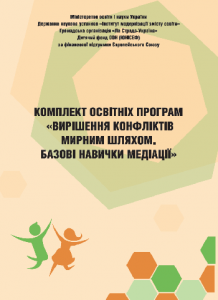 Міністерство освіти і науки України
Державна наукова установа «Інститут модернізації змісту освіти»
Громадська організація «Ла Страда-Україна»
Дитячий фонд ООН (ЮНІСЕФ)
за фінансової підтримки Європейського Союзу
КОМПЛЕКТ ОСВІТНІХ ПРОГРАМ
«ВИРІШЕННЯ КОНФЛІКТІВ
МИРНИМ ШЛЯХОМ.
БАЗОВІ НАВИЧКИ МЕДІАЦІЇ»